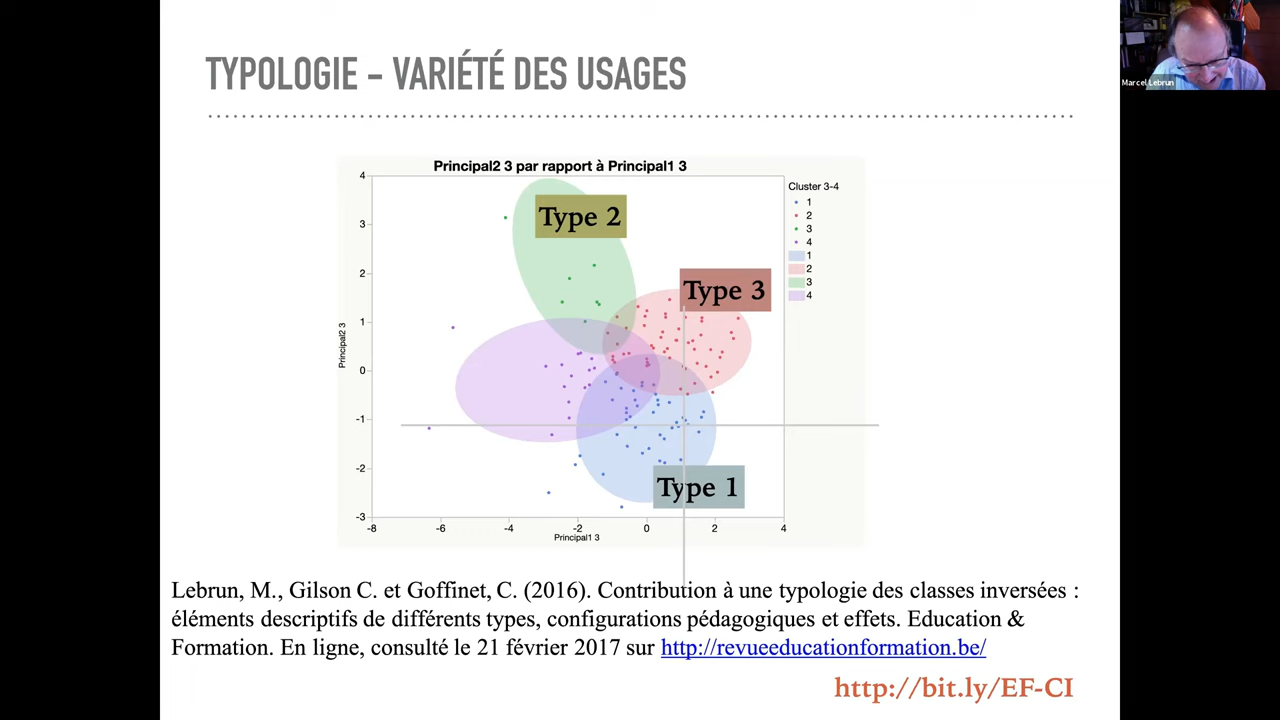 TYPOLOGIE – VARIÉTÉ DES USAGES
Marcel Lebrun
Principal2 3 par rapport à Principal1 3
4
3
2
1
0
-1
-2
-3
Principal2 3
-8
-6
-4
-2
0
2
4
Principal1 3
Type 2
Type 3
Type 1
Cluster 3-4
1
2
3
4
1
2
3
4
Lebrun, M., Gilson C. et Goffinet, C. (2016). Contribution à une typologie des classes inversées :
éléments descriptifs de différents types, configurations pédagogiques et effets. Education &
Formation. En ligne, consulté le 21 février 2017 sur http://revueeducationformation.be/
http://bit.ly/EF-CI